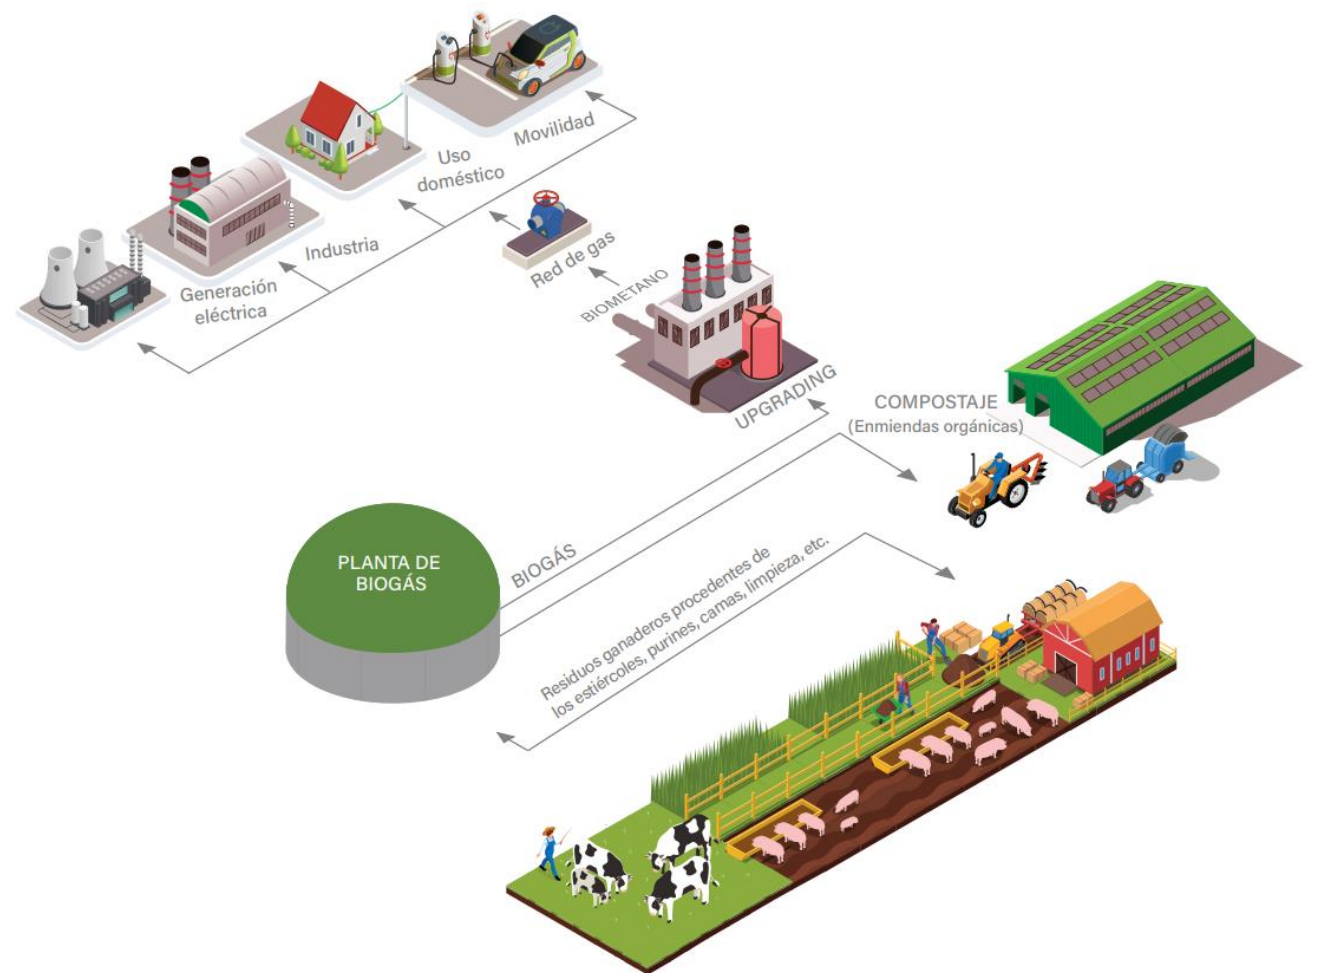 Movilidad
Uso
doméstico
Industria
Generación
eléctrica
Red de gas
BIOMETANO
UPGRADING
COMPOSTAJE
(Enmiendas orgánicas)
PLANTA DE
BIOGÁS
BIOGÁS
Residuos ganaderos procedentes de
los estiércoles, purines, camas, limpieza, etc.